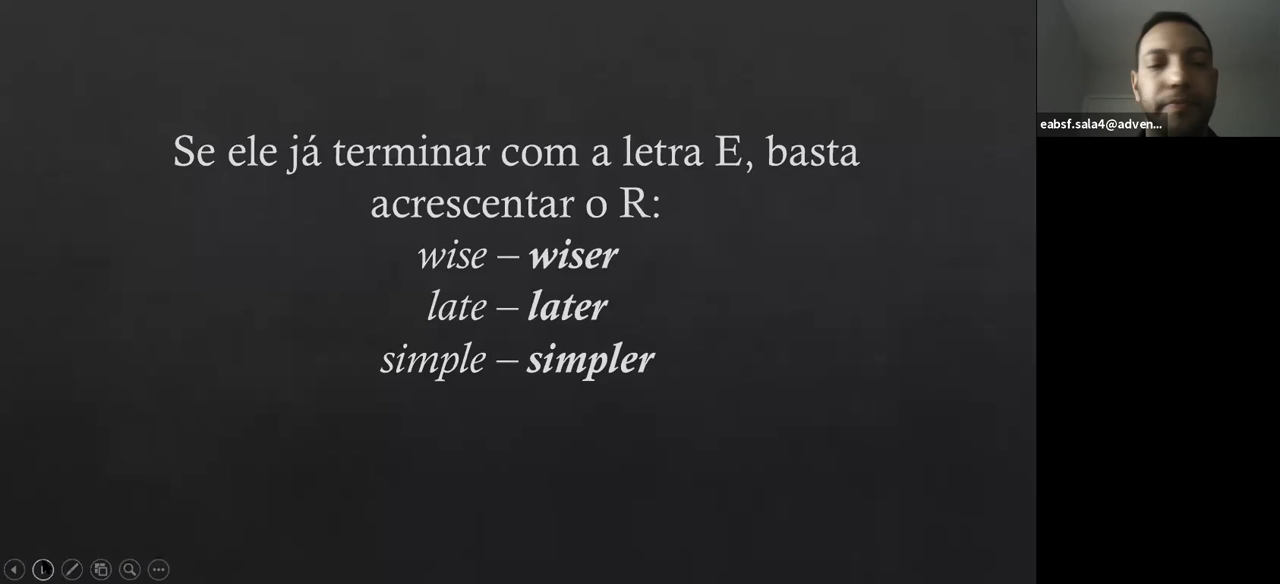 Se ele já terminar com a letra E, basta
acrescentar o R:
wise – wiser
late – later
simple – simpler
eabsf.sala4@adven...